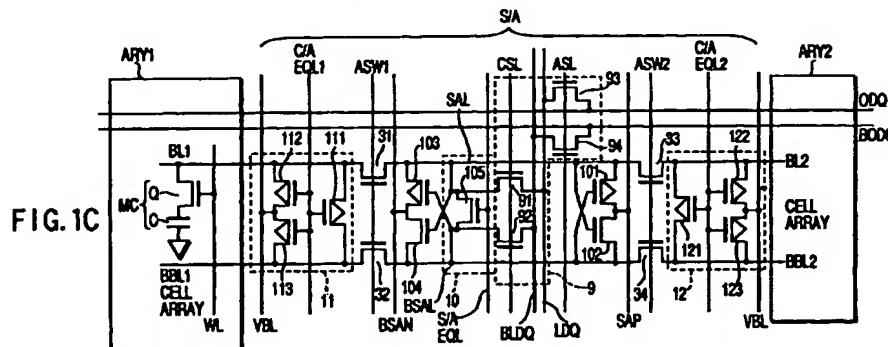 S/A
ARY1
C/A
EQL1
ASW1
SAL
CSL
ASL
ASW2
C/A
EQL2
ARY2
93
ODQ
BODQ
112
111
31
103
105
94
93
122
BL1
101
BL2
MC
Q
C
91
92
CELL
ARRAY
FIG.1C
121
102
BBL1
CELL
ARRAY
113
11
32
104
10
9
34
12
123
BBL2
WL
VBL
BSAN
BSAL
S/A
EQL
BLDQ
LDQ
SAP
VBL